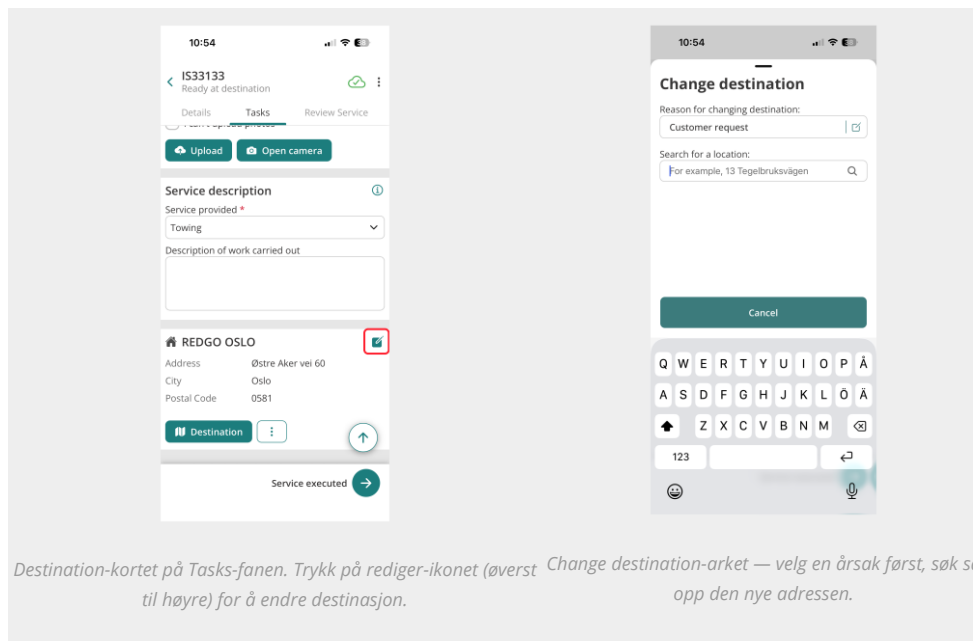 10:54
IS33133
Ready at destination
Details Tasks Review Service
Upload Open camera
Service description
Service provided *
Towing
Description of work carried out
REDGO OSLO
Address Østre Aker vei 60
City Oslo
Postal Code 0581
Destination
Service executed
Destination-kortet på Tasks-fanen. Trykk på rediger-ikonet (øverst
til høyre) for å endre destinasjon.
10:54
Change destination
Reason for changing destination:
Customer request
Search for a location:
For example, 13 Tegelbruksvägen
Cancel
Q W E R T Y U I O P Å
A S D F G H J K L Ö Ä
Z X C V B N M
123
Change destination-arket — velg en årsak først, søk
opp den nye adressen.